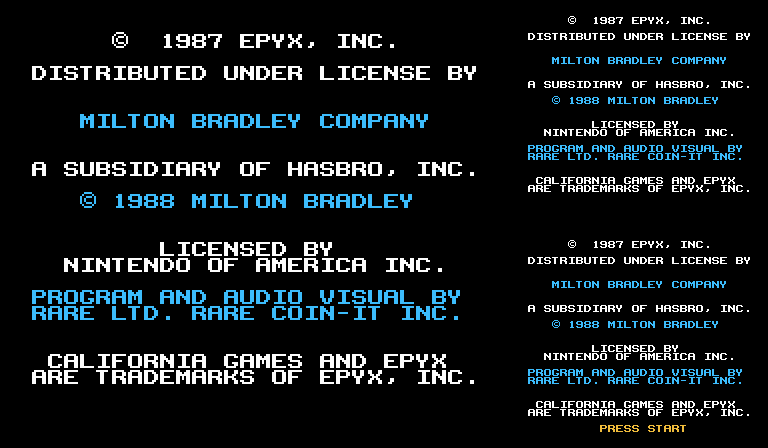 © 1987 EPYX, INC.
DISTRIBUTED UNDER LICENSE BY
MILTON BRADLEY COMPANY
A SUBSIDIARY OF HASBRO, INC.
© 1988 MILTON BRADLEY
LICENSED BY
NINTENDO OF AMERICA INC.
PROGRAM AND AUDIO VISUAL BY
RARE LTD. RARE COIN-IT INC.
CALIFORNIA GAMES AND EPYX
ARE TRADEMARKS OF EPYX, INC.
© 1987 EPYX, INC.
DISTRIBUTED UNDER LICENSE BY
MILTON BRADLEY COMPANY
A SUBSIDIARY OF HASBRO, INC.
© 1988 MILTON BRADLEY
LICENSED BY
NINTENDO OF AMERICA INC.
PROGRAM AND AUDIO VISUAL BY
RARE LTD. RARE COIN-IT INC.
CALIFORNIA GAMES AND EPYX
ARE TRADEMARKS OF EPYX, INC.
© 1987 EPYX, INC.
DISTRIBUTED UNDER LICENSE BY
MILTON BRADLEY COMPANY
A SUBSIDIARY OF HASBRO, INC.
© 1988 MILTON BRADLEY
LICENSED BY
NINTENDO OF AMERICA INC.
PROGRAM AND AUDIO VISUAL BY
RARE LTD. RARE COIN-IT INC.
CALIFORNIA GAMES AND EPYX
ARE TRADEMARKS OF EPYX, INC.
PRESS START